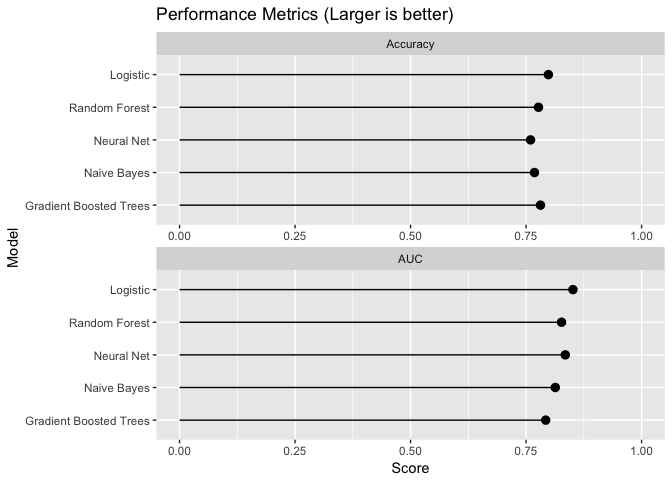 Performance Metrics (Larger is better)
Accuracy
Logistic
Random Forest
Neural Net
Naive Bayes
Gradient Boosted Trees
0.00 0.25 0.50 0.75 1.00
Model
AUC
Logistic
Random Forest
Neural Net
Naive Bayes
Gradient Boosted Trees
0.00 0.25 0.50 0.75 1.00
Score